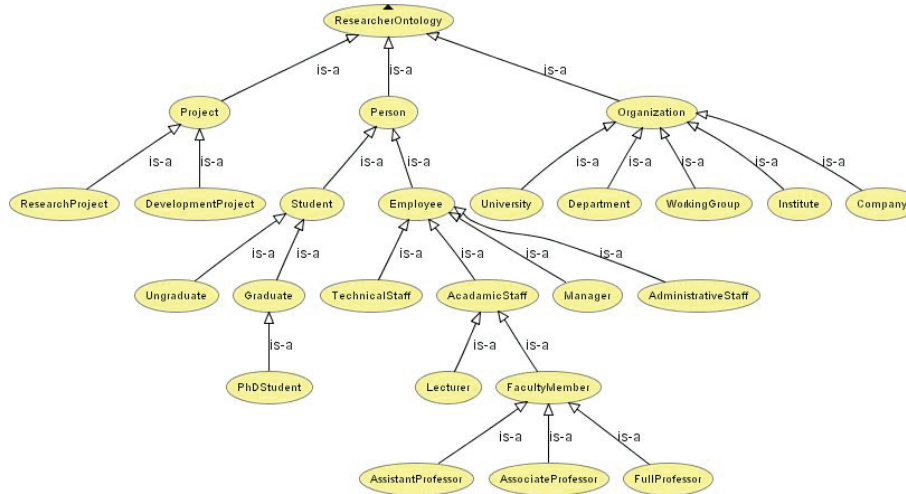 ResearcherOntology
is-a is-a is-a
Project Person Organization
is-a is-a is-a is-a is-a is-a is-a is-a is-a
ResearchProject DevelopmentProject Student Employee University Department WorkingGroup Institute Company
is-a is-a is-a is-a is-a is-a
Ungraduate Graduate TechnicalStaff AcadamicStaff Manager AdministrativeStaff
is-a is-a is-a
PhDStudent Lecturer FacultyMember
is-a is-a is-a
AssistantProfessor AssociateProfessor FullProfessor